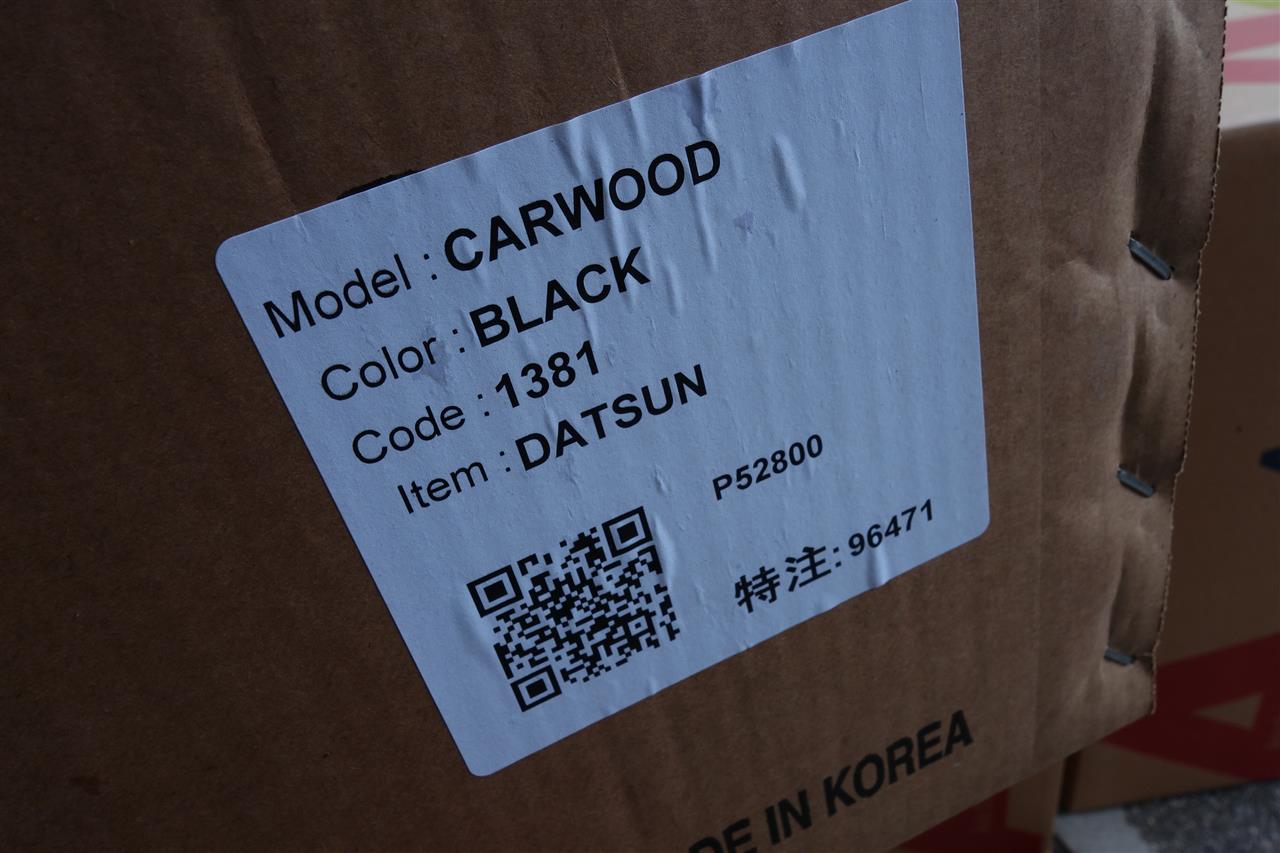 Model : CARWOOD
Color : BLACK
Code : 1381
Item : DATSUN
P52800
特注: 96471
DE IN KOREA